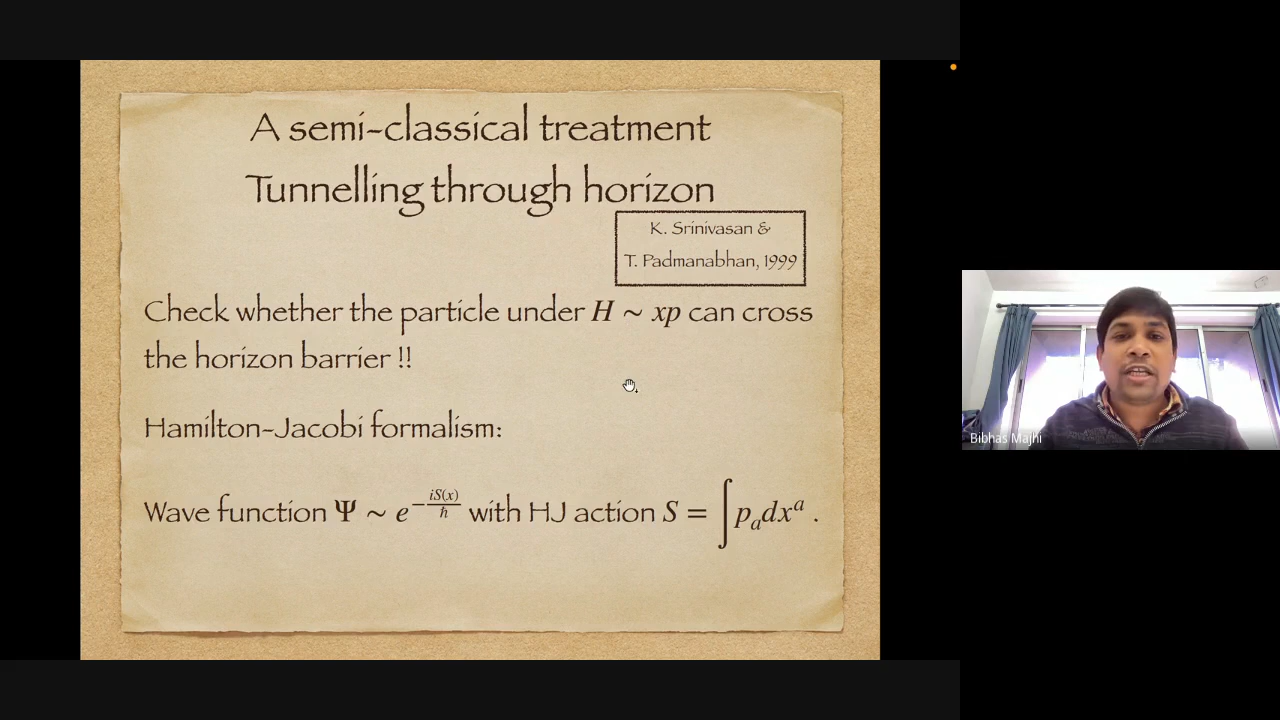 A semi-classical treatment
Tunnelling through horizon
K. Srinivasan &
T. Padmanabhan, 1999
Check whether the particle under H ~ xp can cross
the horizon barrier !!
Hamilton-Jacobi formalism:
Wave function Ψ ~ e^{-\frac{iS(x)}{ħ}} with HJ action S = ∫ p_a dx^a .
Bibhas Majhi